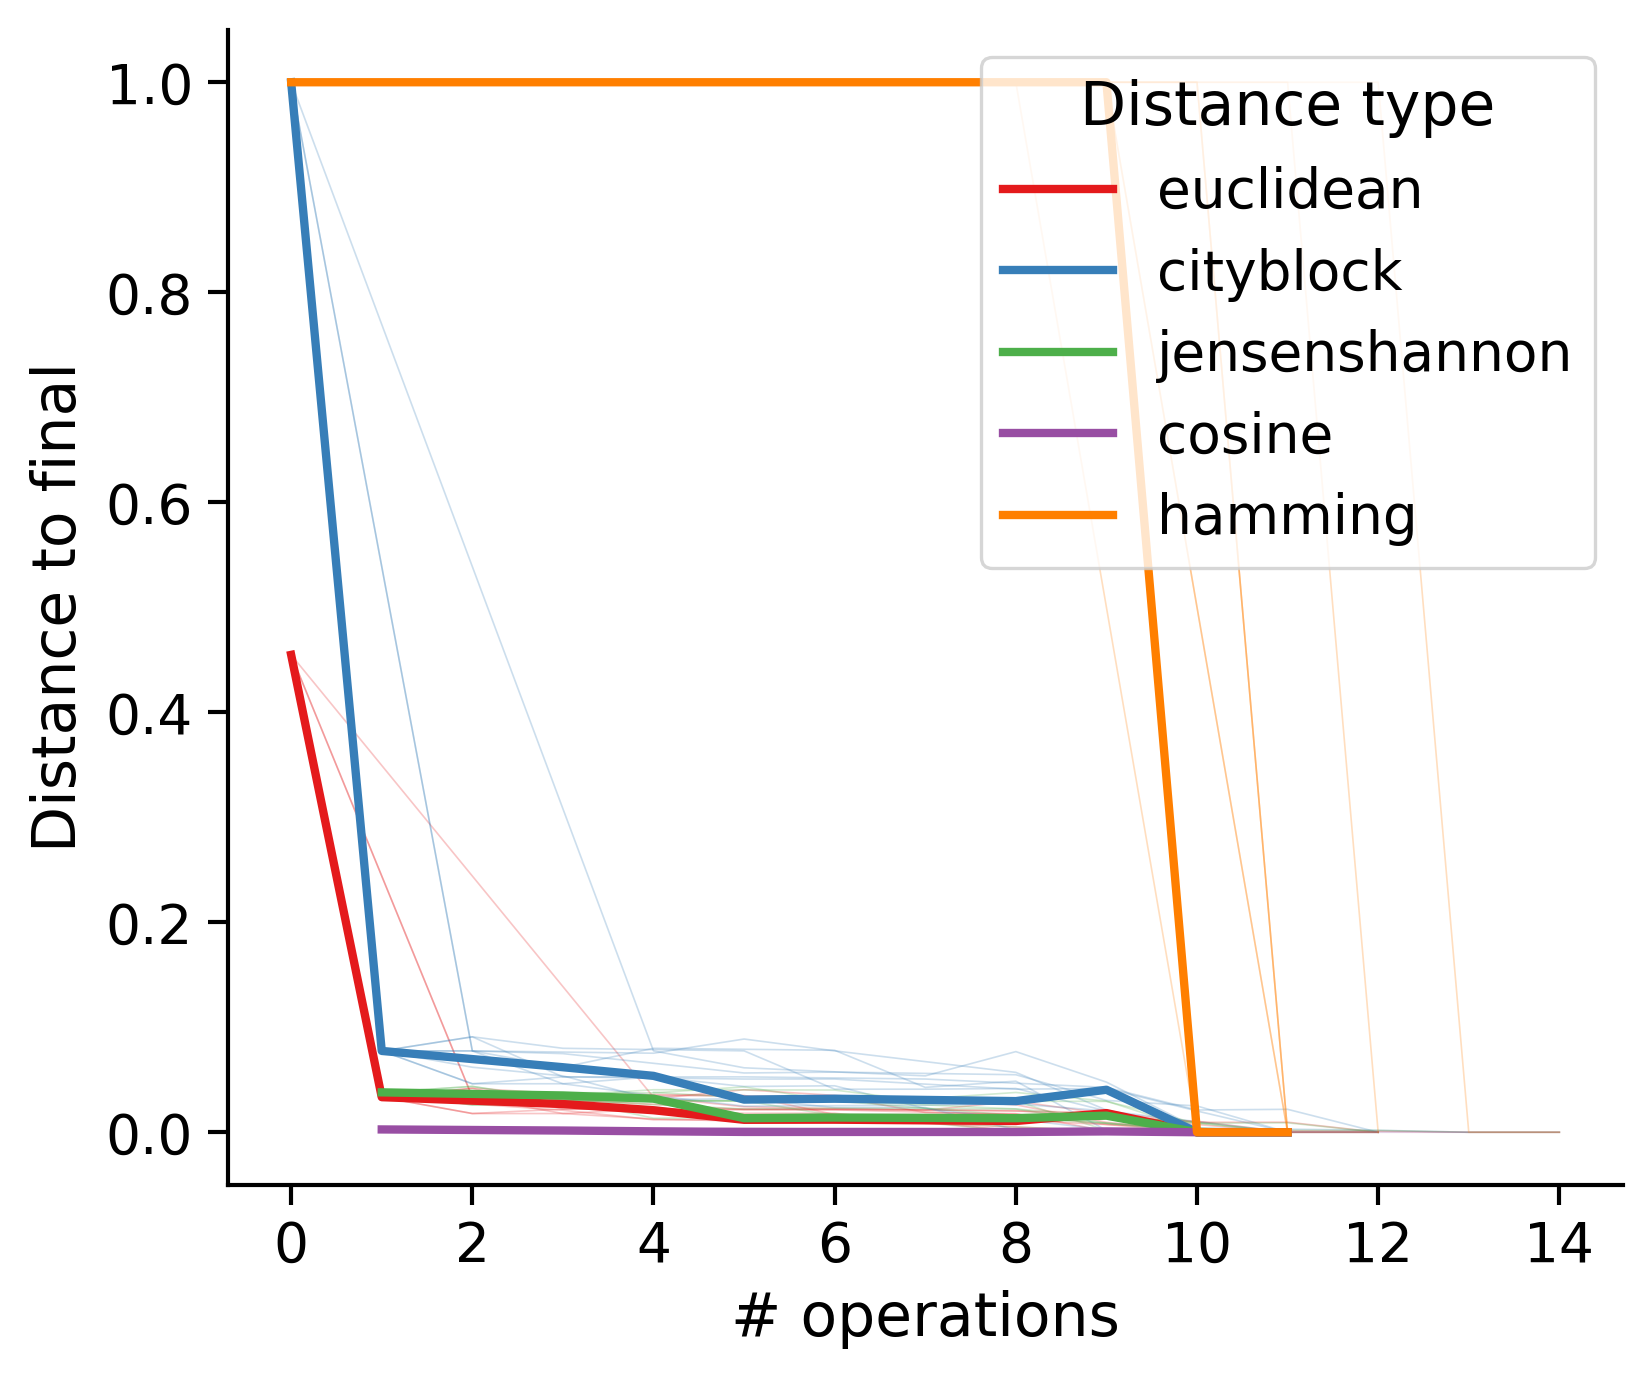 Distance type
euclidean
cityblock
jensenshannon
cosine
hamming
1.0
0.8
0.6
0.4
0.2
0.0
Distance to final
0 2 4 6 8 10 12 14
# operations